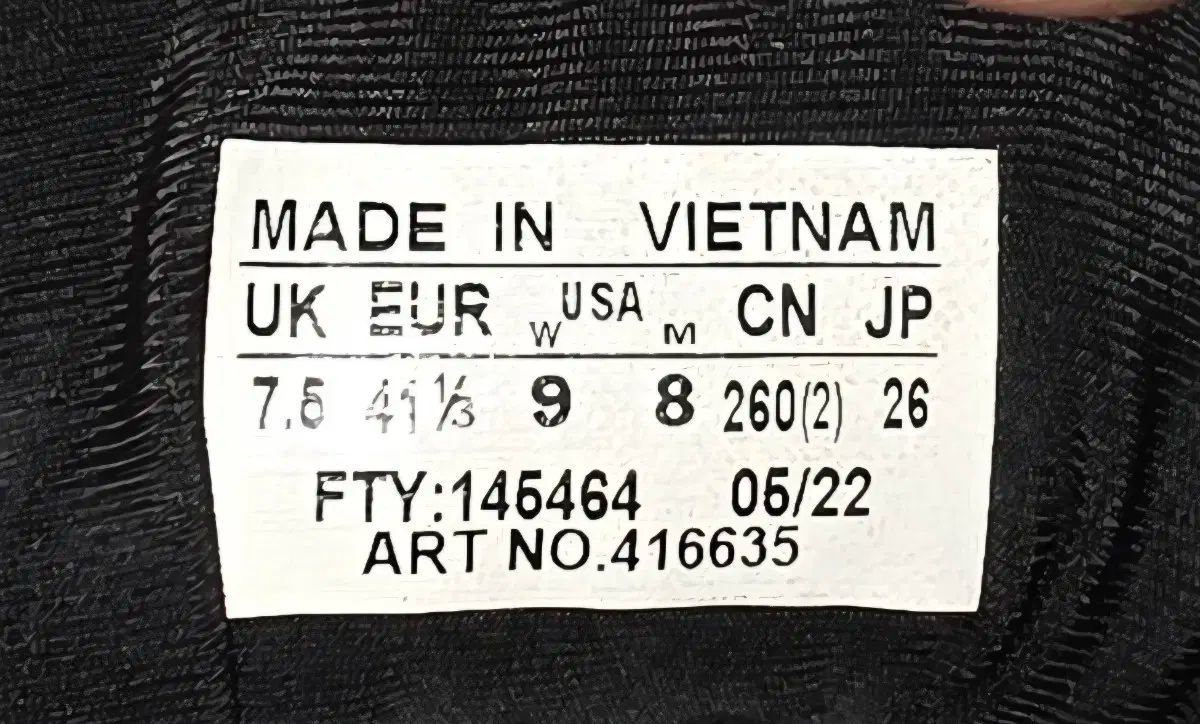 MADE IN VIETNAM
UK EUR W USA M CN JP
7.5 41⅓ 9 8 260(2) 26
FTY:145464 05/22
ART NO.416635